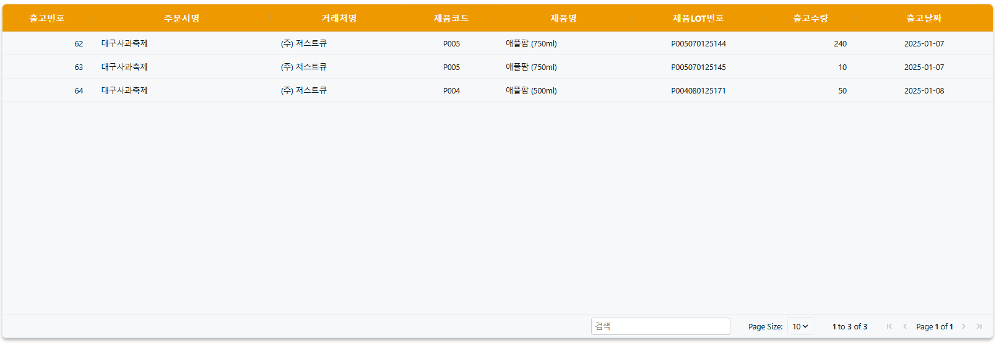 출고번호 주문서명 거래처명 제품코드 제품명 제품LOT번호 출고수량 출고날짜
62 대구사과축제 (주) 저스트큐 P005 애플팜 (750ml) P005070125144 240 2025-01-07
63 대구사과축제 (주) 저스트큐 P005 애플팜 (750ml) P005070125145 10 2025-01-07
64 대구사과축제 (주) 저스트큐 P004 애플팜 (500ml) P004080125171 50 2025-01-08
검색 Page Size: 10 1 to 3 of 3 Page 1 of 1